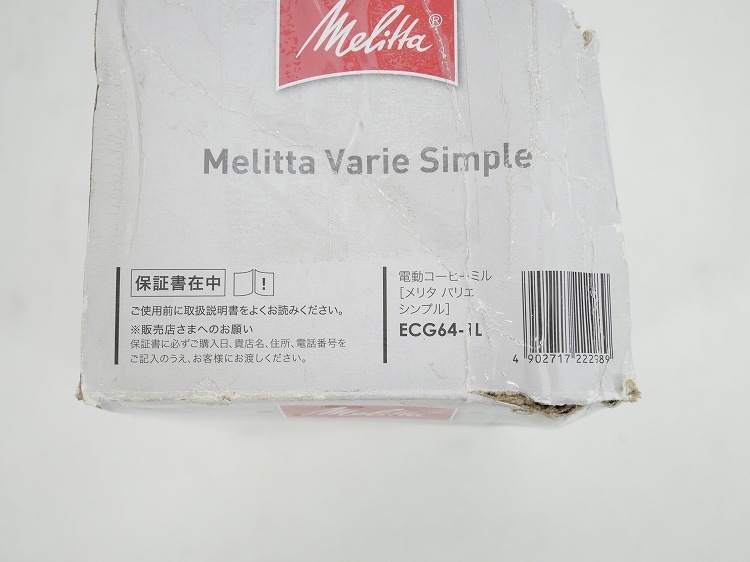 Melitta®
Melitta Varie Simple
保証書在中
ご使用前に取扱説明書をよくお読みください。
※販売店さまへのお願い
保証書に必ずご購入日、貴店名、住所、電話番号を
ご記入のうえ、お客様にお渡しください。
電動コーヒーミル
[メリタ バリエ
シンプル]
ECG64-1L
4 902717 222989